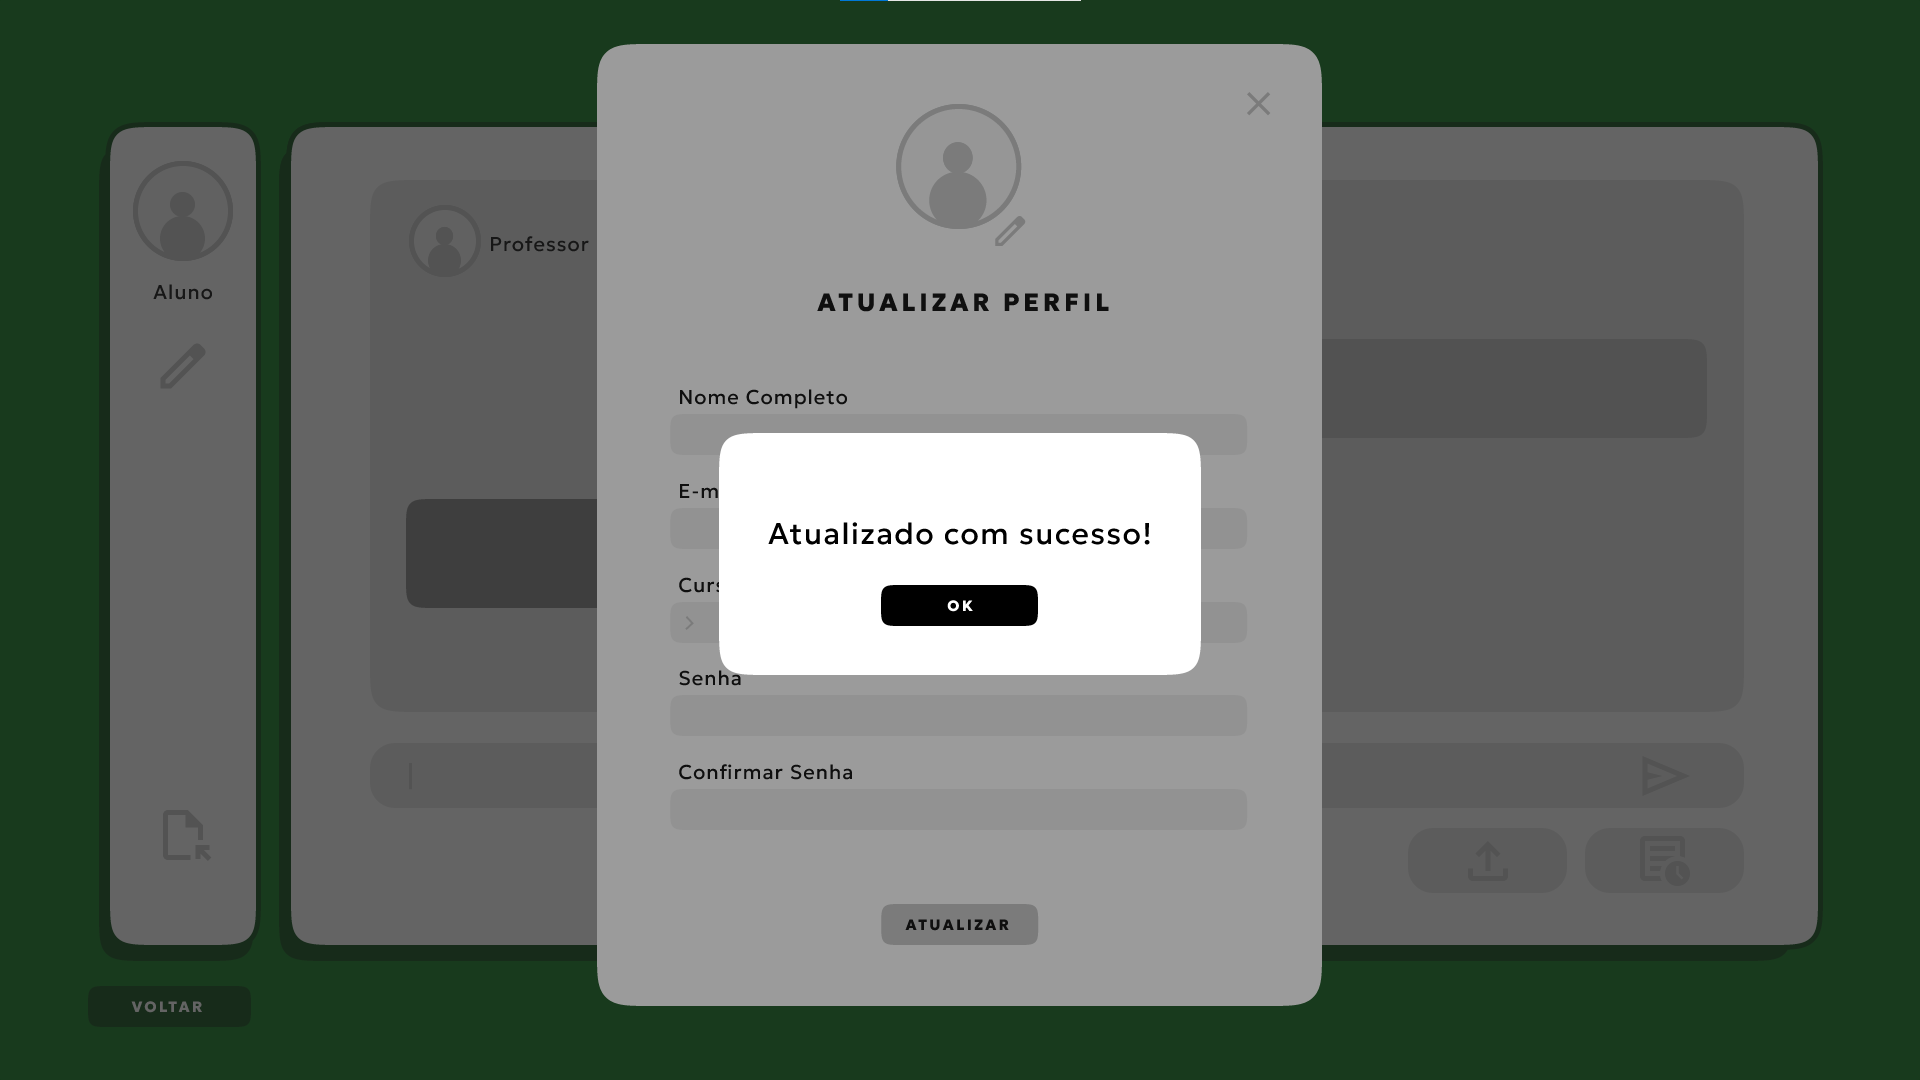 Aluno
Professor
ATUALIZAR PERFIL
Nome Completo
E-m
Curs
Atualizado com sucesso!
OK
Senha
Confirmar Senha
ATUALIZAR
VOLTAR